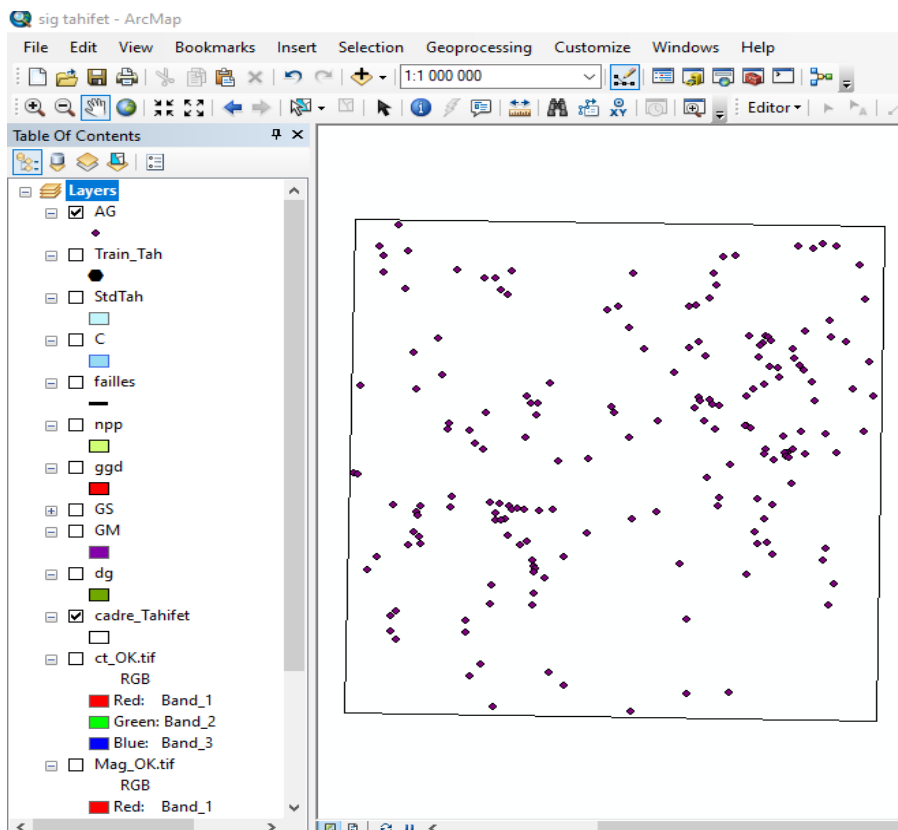 sig tahifet - ArcMap
File Edit View Bookmarks Insert Selection Geoprocessing Customize Windows Help
1:1 000 000
XY
Editor
Table Of Contents
Layers
AG
Train_Tah
StdTah
C
failles
npp
ggd
GS
GM
dg
cadre_Tahifet
ct_OK.tif
RGB
Red: Band_1
Green: Band_2
Blue: Band_3
Mag_OK.tif
RGB
Red: Band_1